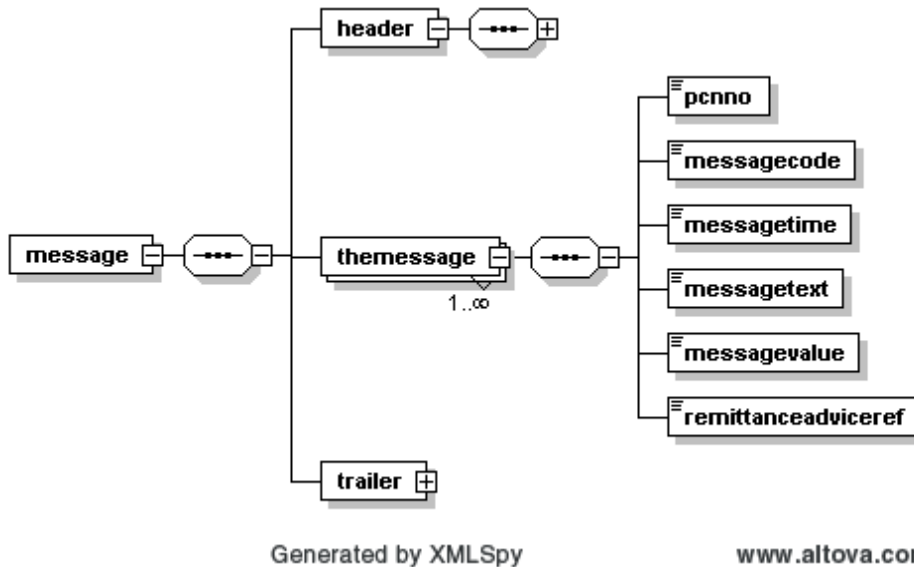 header
pcnno
messagecode
messagetime
message
themessage
1..∞
messagetext
messagevalue
remittanceadviceref
trailer
Generated by XMLSpy
www.altova.co